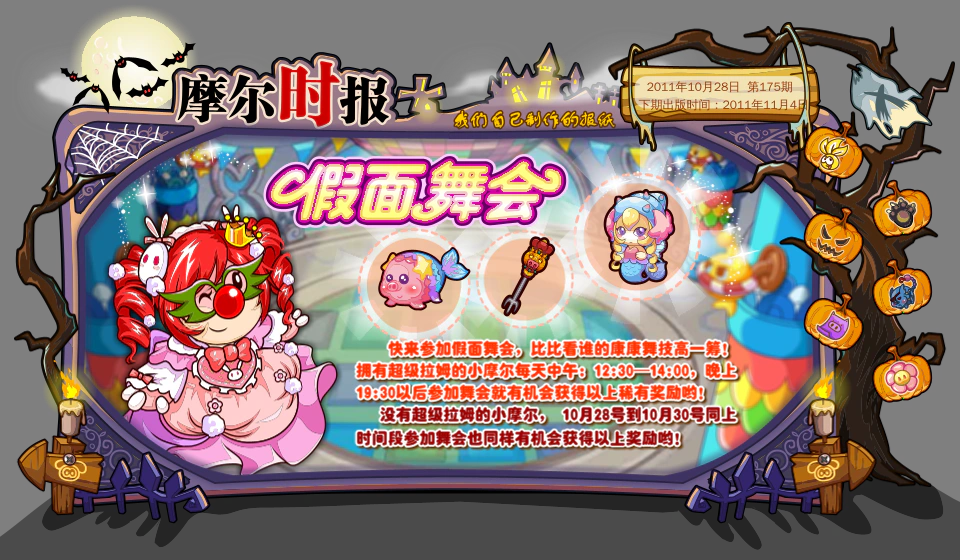 摩尔时报
我们自己制作的报纸
2011年10月28日 第175期
下期出版时间：2011年11月4日
假面舞会
快来参加假面舞会，比比看谁的康康舞技高一筹！
拥有超级拉姆的小摩尔每天中午：12:30—14:00，晚上
19:30以后参加舞会就有机会获得以上稀有奖励哟！
没有超级拉姆的小摩尔， 10月28号到10月30号同上
时间段参加舞会也同样有机会获得以上奖励哟！